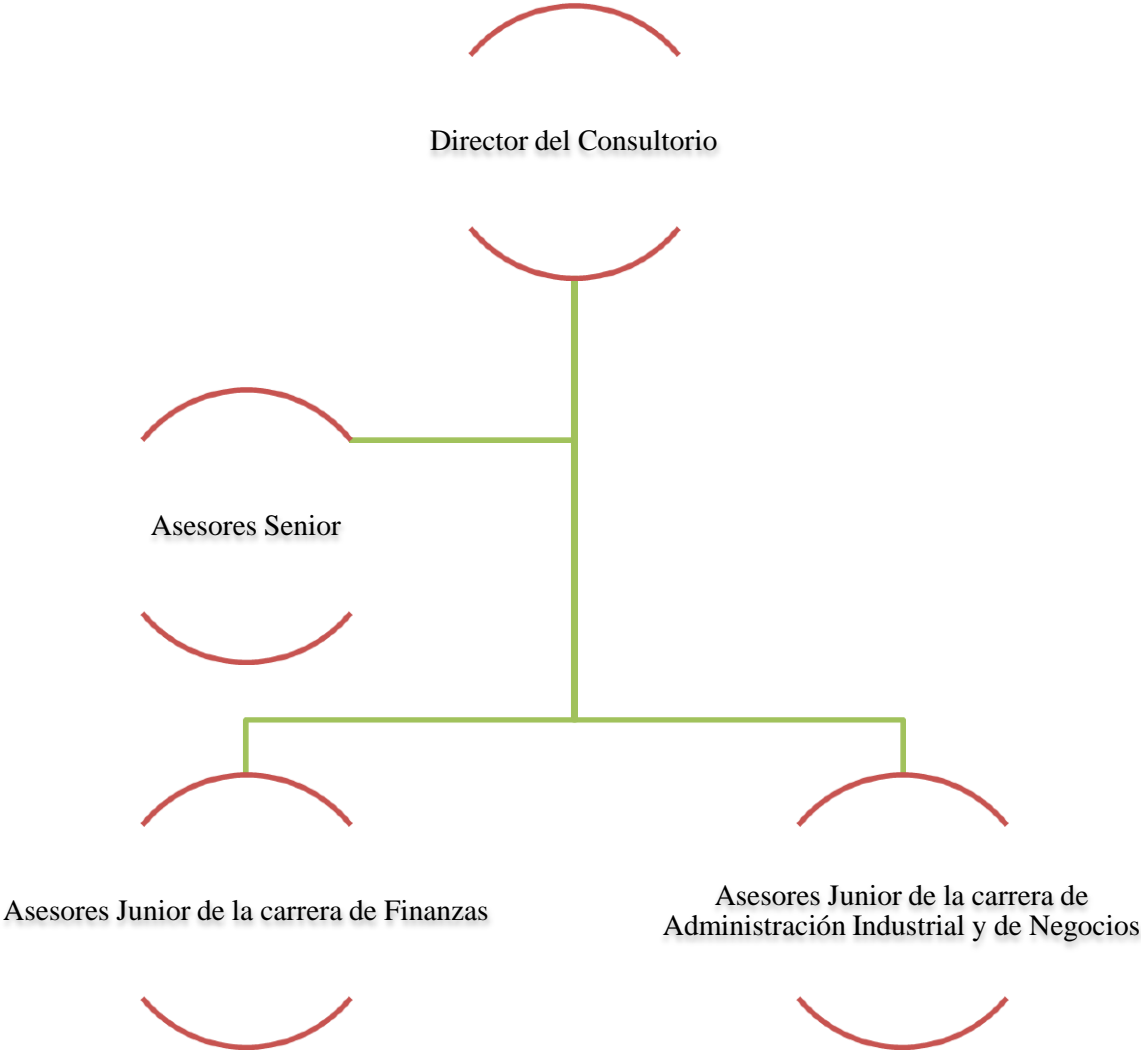 Director del Consultorio
Asesores Senior
Asesores Junior de la carrera de Finanzas
Asesores Junior de la carrera de
Administración Industrial y de Negocios